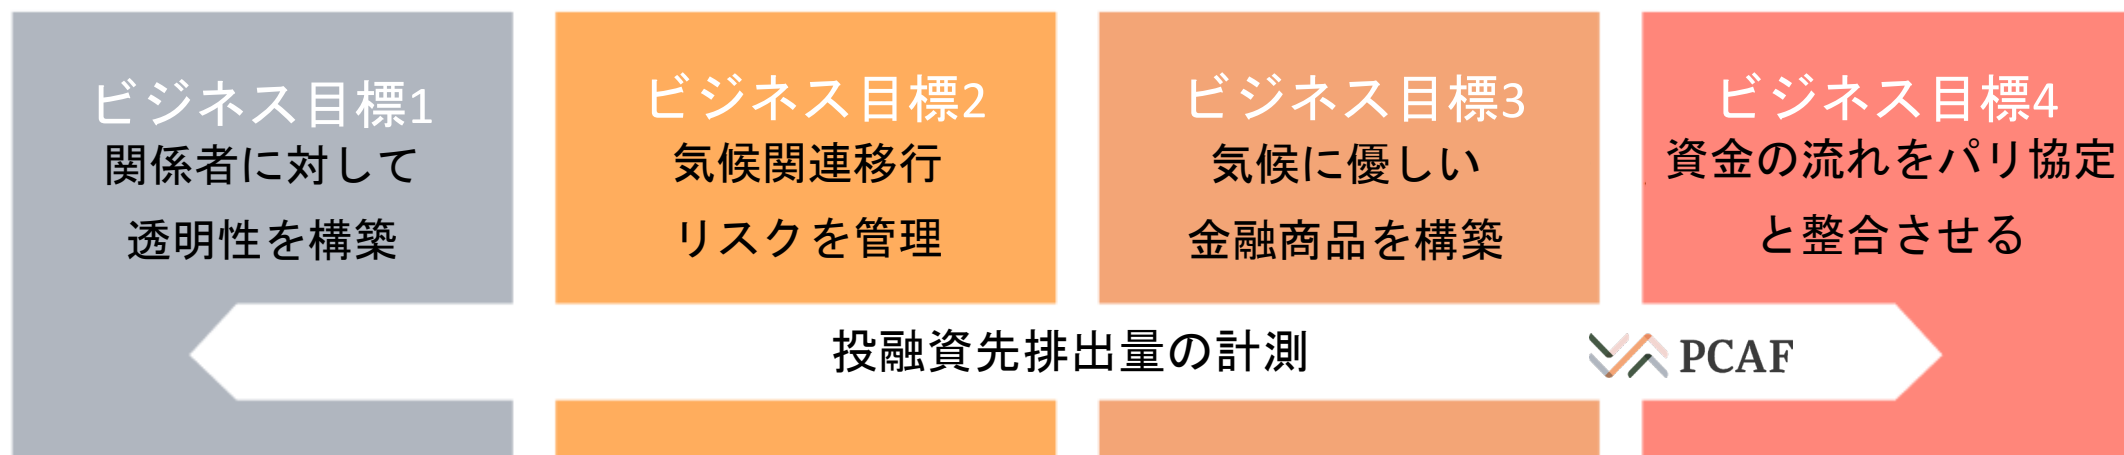 ビジネス目標1
関係者に対して
透明性を構築
ビジネス目標2
気候関連移行
リスクを管理
ビジネス目標3
気候に優しい
金融商品を構築
ビジネス目標4
資金の流れをパリ協定
と整合させる
投融資先排出量の計測
PCAF